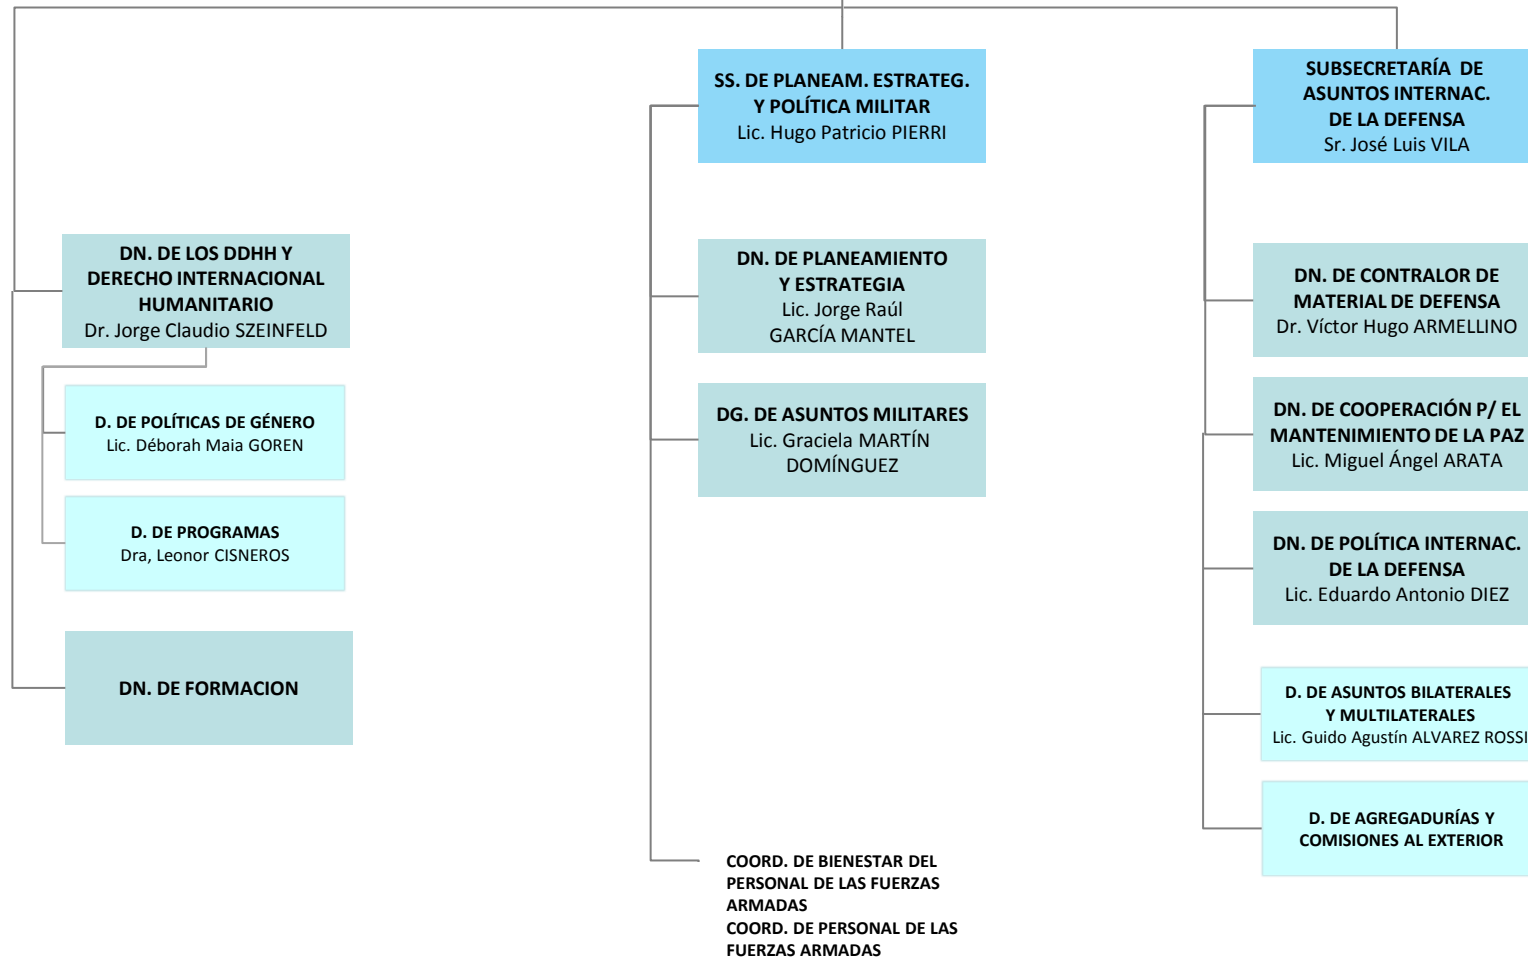 SS. DE PLANEAM. ESTRATEG.
Y POLÍTICA MILITAR
Lic. Hugo Patricio PIERRI
SUBSECRETARÍA DE
ASUNTOS INTERNAC.
DE LA DEFENSA
Sr. José Luis VILA
DN. DE LOS DDHH Y
DERECHO INTERNACIONAL
HUMANITARIO
Dr. Jorge Claudio SZEINFELD
DN. DE PLANEAMIENTO
Y ESTRATEGIA
Lic. Jorge Raúl
GARCÍA MANTEL
DN. DE CONTRALOR DE
MATERIAL DE DEFENSA
Dr. Víctor Hugo ARMELLINO
D. DE POLÍTICAS DE GÉNERO
Lic. Déborah Maia GOREN
DG. DE ASUNTOS MILITARES
Lic. Graciela MARTÍN
DOMÍNGUEZ
DN. DE COOPERACIÓN P/ EL
MANTENIMIENTO DE LA PAZ
Lic. Miguel Ángel ARATA
D. DE PROGRAMAS
Dra, Leonor CISNEROS
DN. DE POLÍTICA INTERNAC.
DE LA DEFENSA
Lic. Eduardo Antonio DIEZ
DN. DE FORMACION
D. DE ASUNTOS BILATERALES
Y MULTILATERALES
Lic. Guido Agustín ALVAREZ ROSSI
D. DE AGREGADURÍAS Y
COMISIONES AL EXTERIOR
COORD. DE BIENESTAR DEL
PERSONAL DE LAS FUERZAS
ARMADAS
COORD. DE PERSONAL DE LAS
FUERZAS ARMADAS